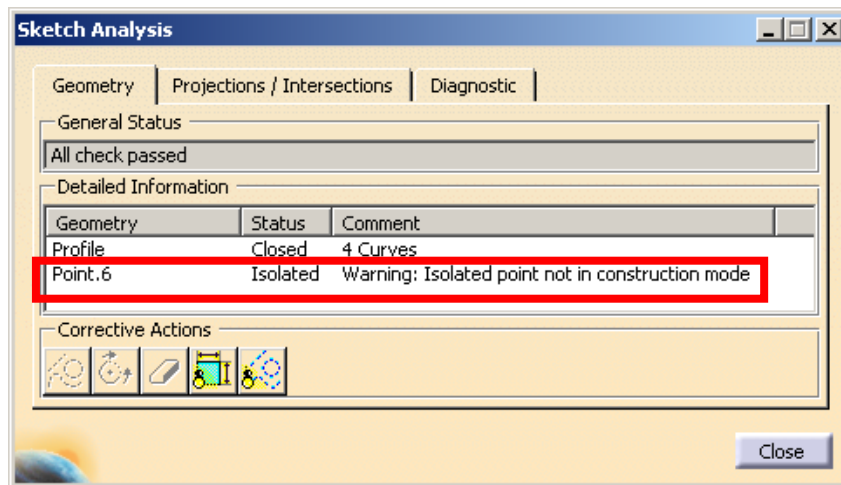 Sketch Analysis
Geometry Projections / Intersections Diagnostic
General Status
All check passed
Detailed Information
Geometry Status Comment
Profile Closed 4 Curves
Point.6 Isolated Warning: Isolated point not in construction mode
Corrective Actions
Close